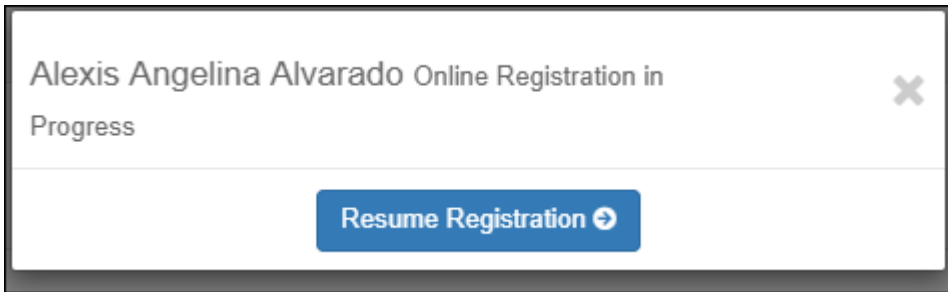 Alexis Angelina Alvarado Online Registration in
Progress
Resume Registration